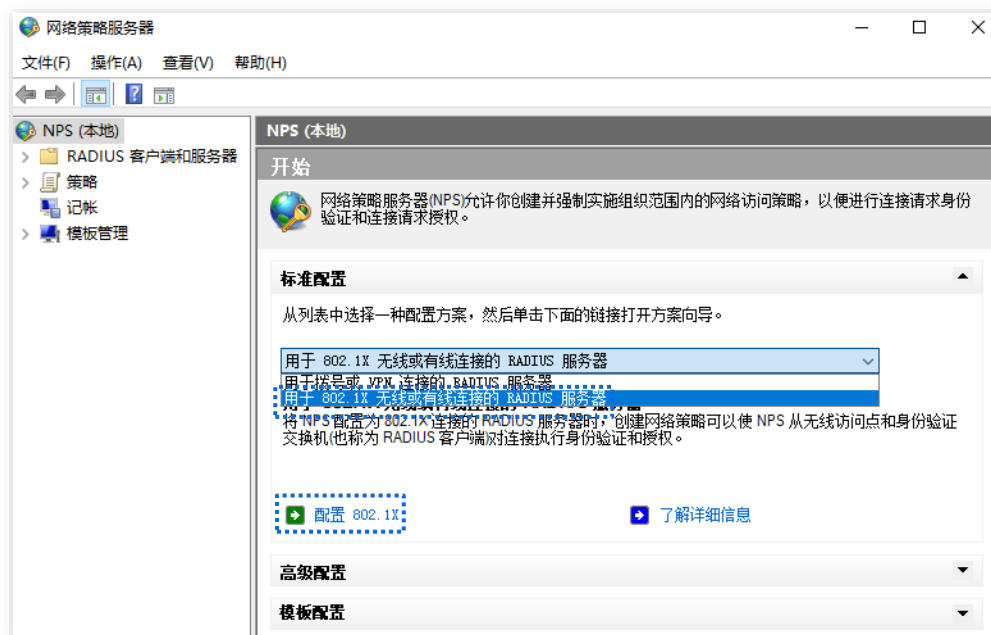 网络策略服务器
文件(F) 操作(A) 查看(V) 帮助(H)
NPS (本地)
RADIUS 客户端和服务器
策略
记帐
模板管理
NPS (本地)
开始
网络策略服务器(NPS)允许你创建并强制实施组织范围内的网络访问策略，以便进行连接请求身份
验证和连接请求授权。
标准配置
从列表中选择一种配置方案，然后单击下面的链接打开方案向导。
用于 802.1X 无线或有线连接的 RADIUS 服务器
用于拨号或 VPN 连接的 RADIUS 服务器
用于 802.1X 无线或有线连接的 RADIUS 服务器
将 NPS 配置为 802.1X 连接的 RADIUS 服务器时，创建网络策略可以使 NPS 从无线访问点和身份验证
交换机(也称为 RADIUS 客户端)对连接执行身份验证和授权。
配置 802.1X
了解详细信息
高级配置
模板配置